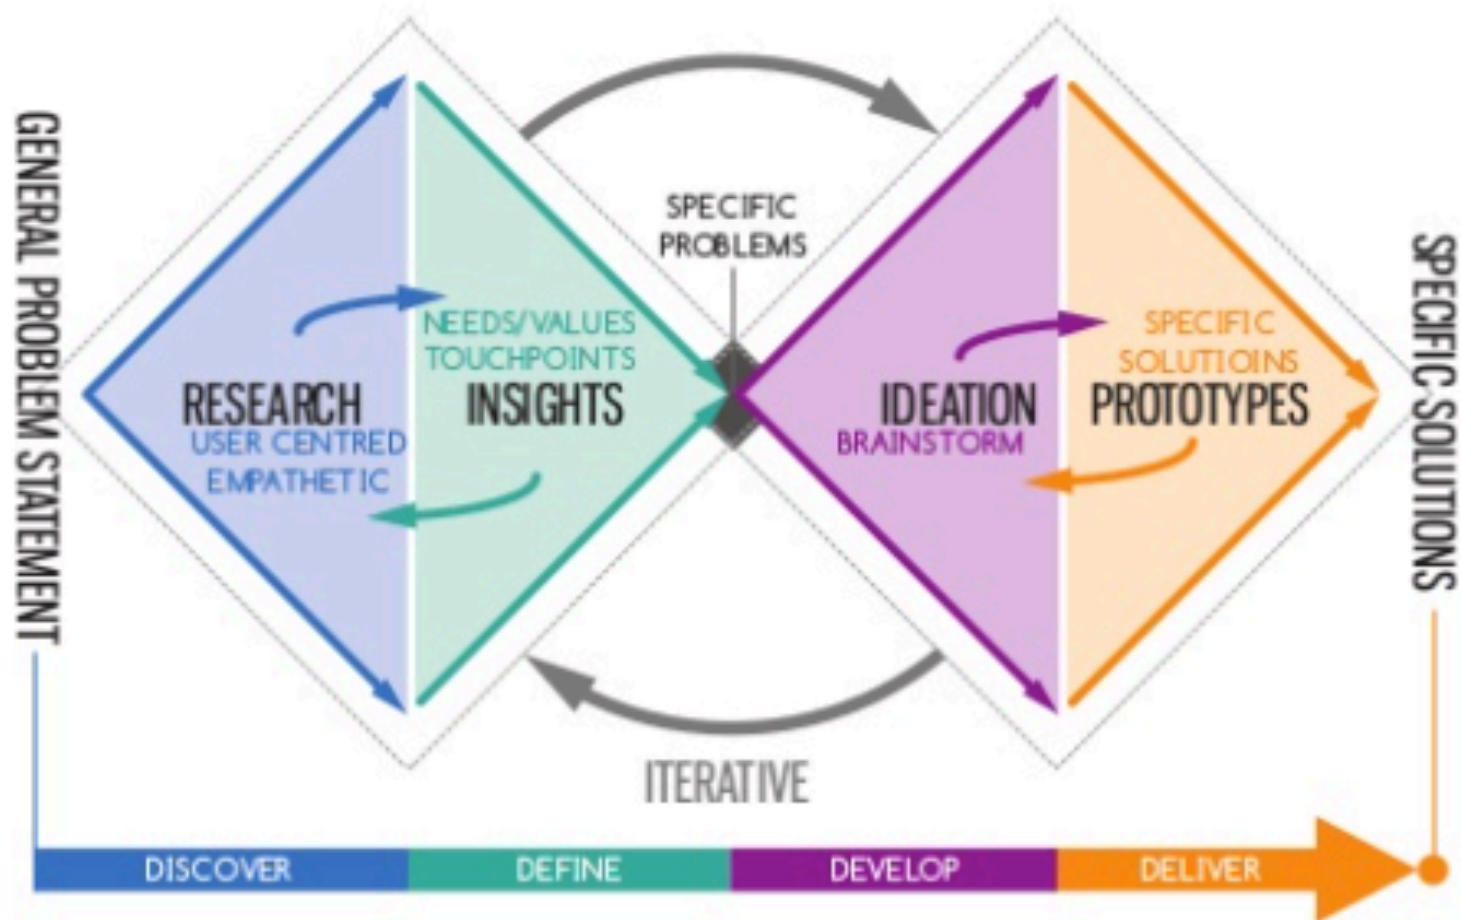 GENERAL PROBLEM STATEMENT
SPECIFIC
PROBLEMS
NEEDS/VALUES
TOUCHPOINTS
RESEARCH
INSIGHTS
USER CENTRED
EMPATHETIC
SPECIFIC
SOLUTIOINS
IDEATION
PROTOTYPES
BRAINSTORM
SPECIFIC SOLUTIONS
ITERATIVE
DISCOVER
DEFINE
DEVELOP
DELIVER